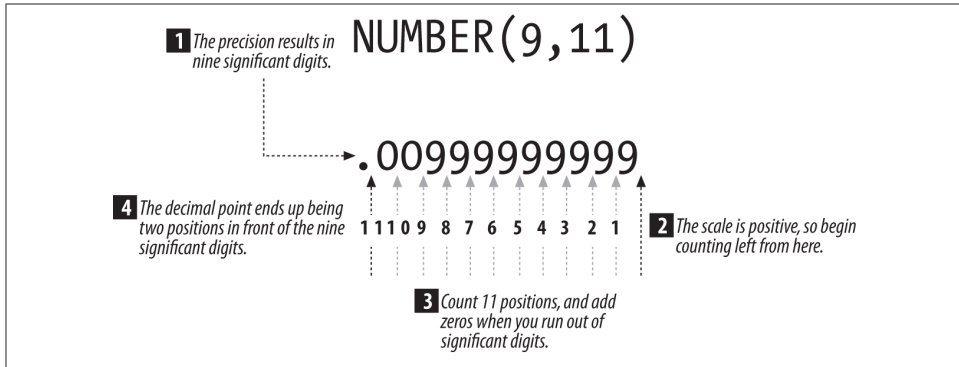 NUMBER(9,11)
1 The precision results in
nine significant digits.
.00999999999
4 The decimal point ends up being
two positions in front of the nine
significant digits.
11 10 9 8 7 6 5 4 3 2 1
2 The scale is positive, so begin
counting left from here.
3 Count 11 positions, and add
zeros when you run out of
significant digits.